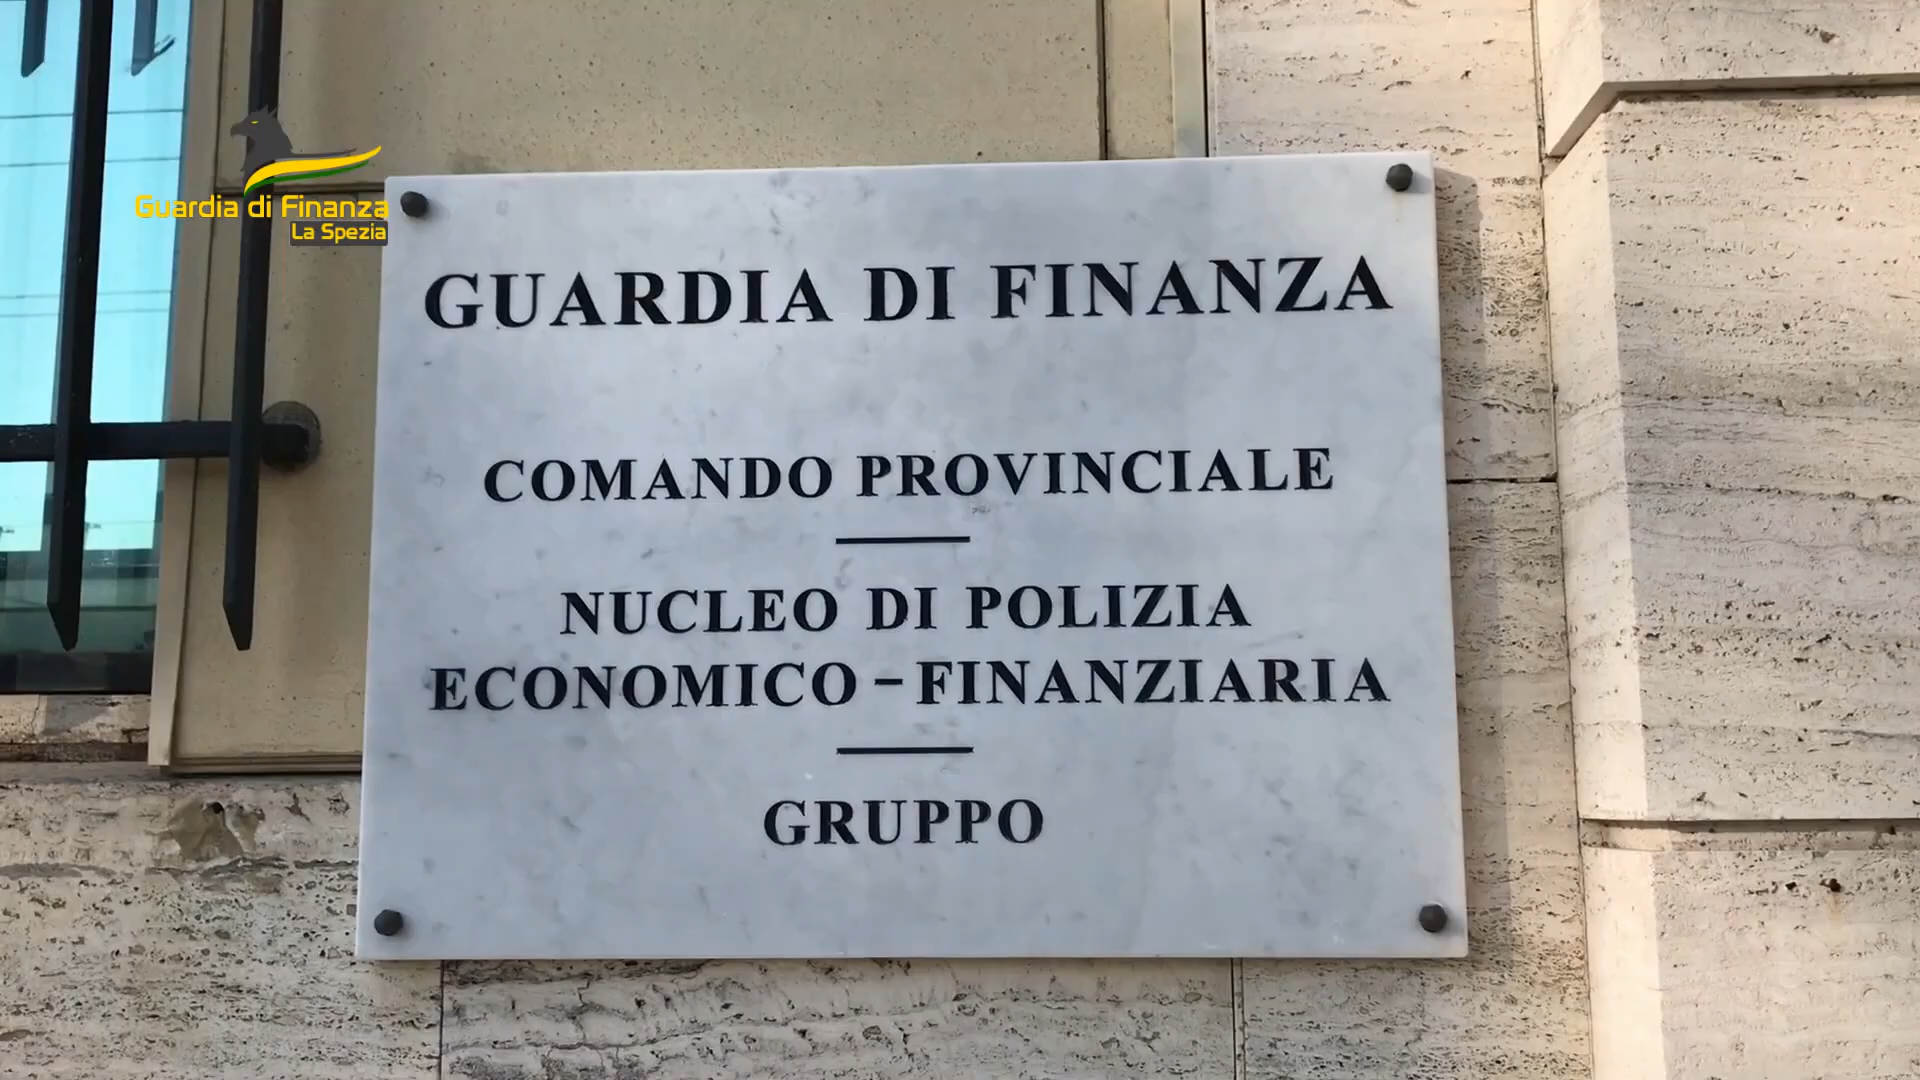 Guardia di Finanza
La Spezia
GUARDIA DI FINANZA
COMANDO PROVINCIALE
NUCLEO DI POLIZIA
ECONOMICO-FINANZIARIA
GRUPPO